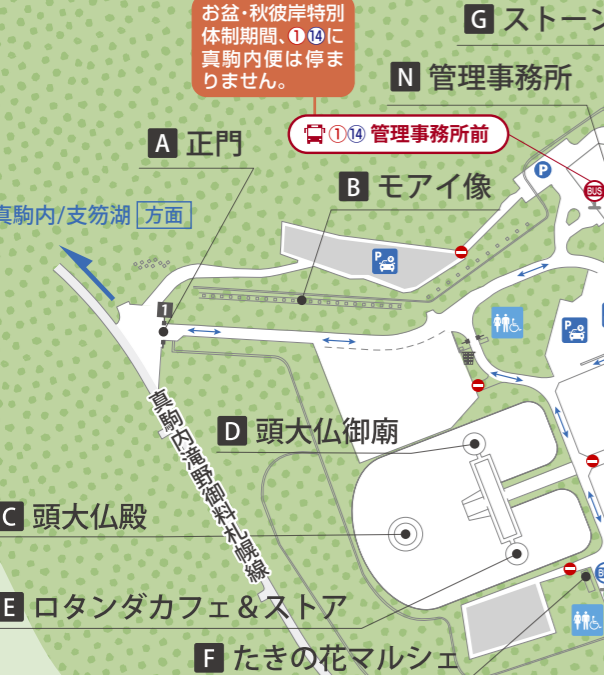 お盆・秋彼岸特別
体制期間、①⑭に
真駒内便は停ま
りません。
G ストーン
N 管理事務所
①⑭ 管理事務所前
A 正門
P
BUS
B モアイ像
真駒内/支笏湖 方面
P
1
P
D 頭大仏御廟
真駒内滝野御料札幌線
C 頭大仏殿
E ロタンダカフェ&ストア
F たきの花マルシェ